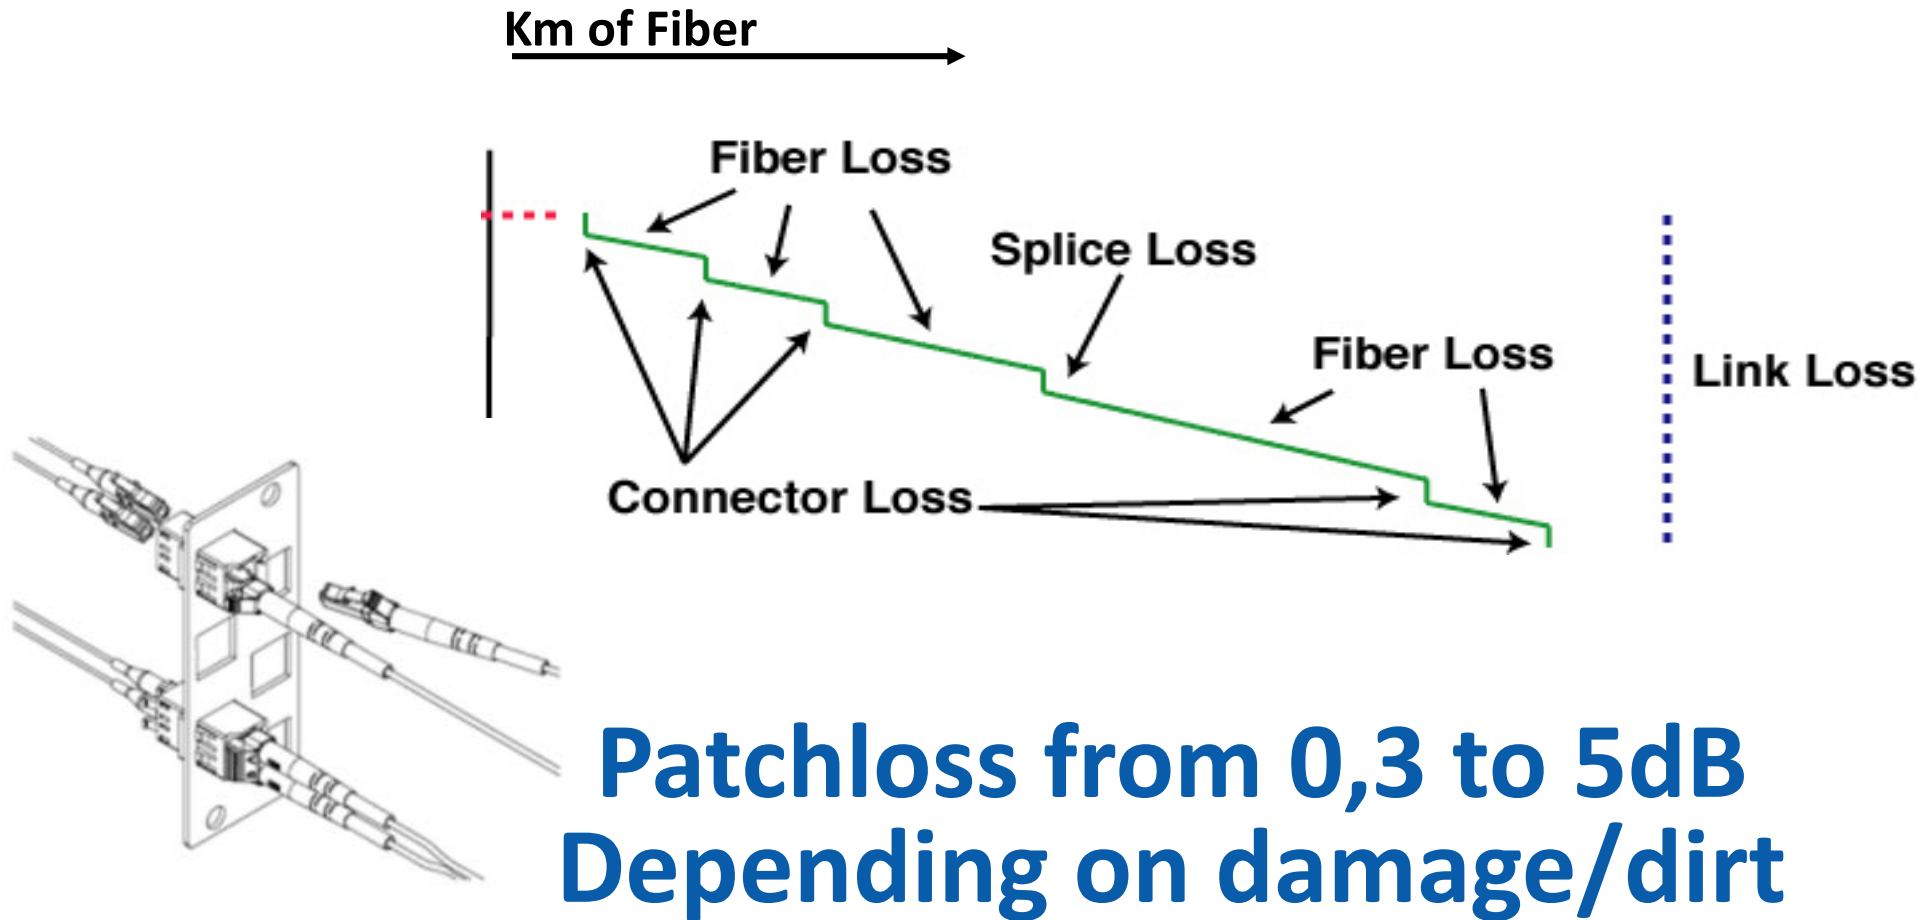 Km of Fiber
Fiber Loss
Splice Loss
Fiber Loss
Link Loss
Connector Loss
Patchloss from 0,3 to 5dB
Depending on damage/dirt